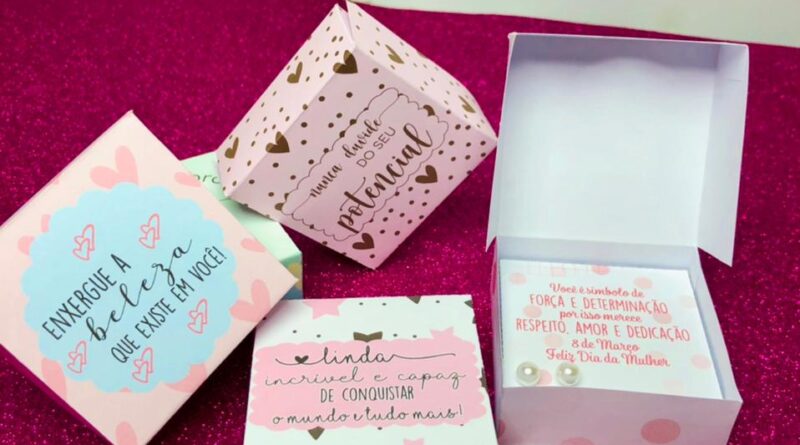 ENXERGUE A
beleza
QUE EXISTE EM VOCÊ!
nunca duvide
DO SEU
potencial
linda
incrível e capaz
DE CONQUISTAR
o mundo e tudo mais!
Você é símbolo de
FORÇA E DETERMINAÇÃO
por isso merece
RESPEITO, AMOR E DEDICAÇÃO
8 de Março
Feliz Dia da Mulher